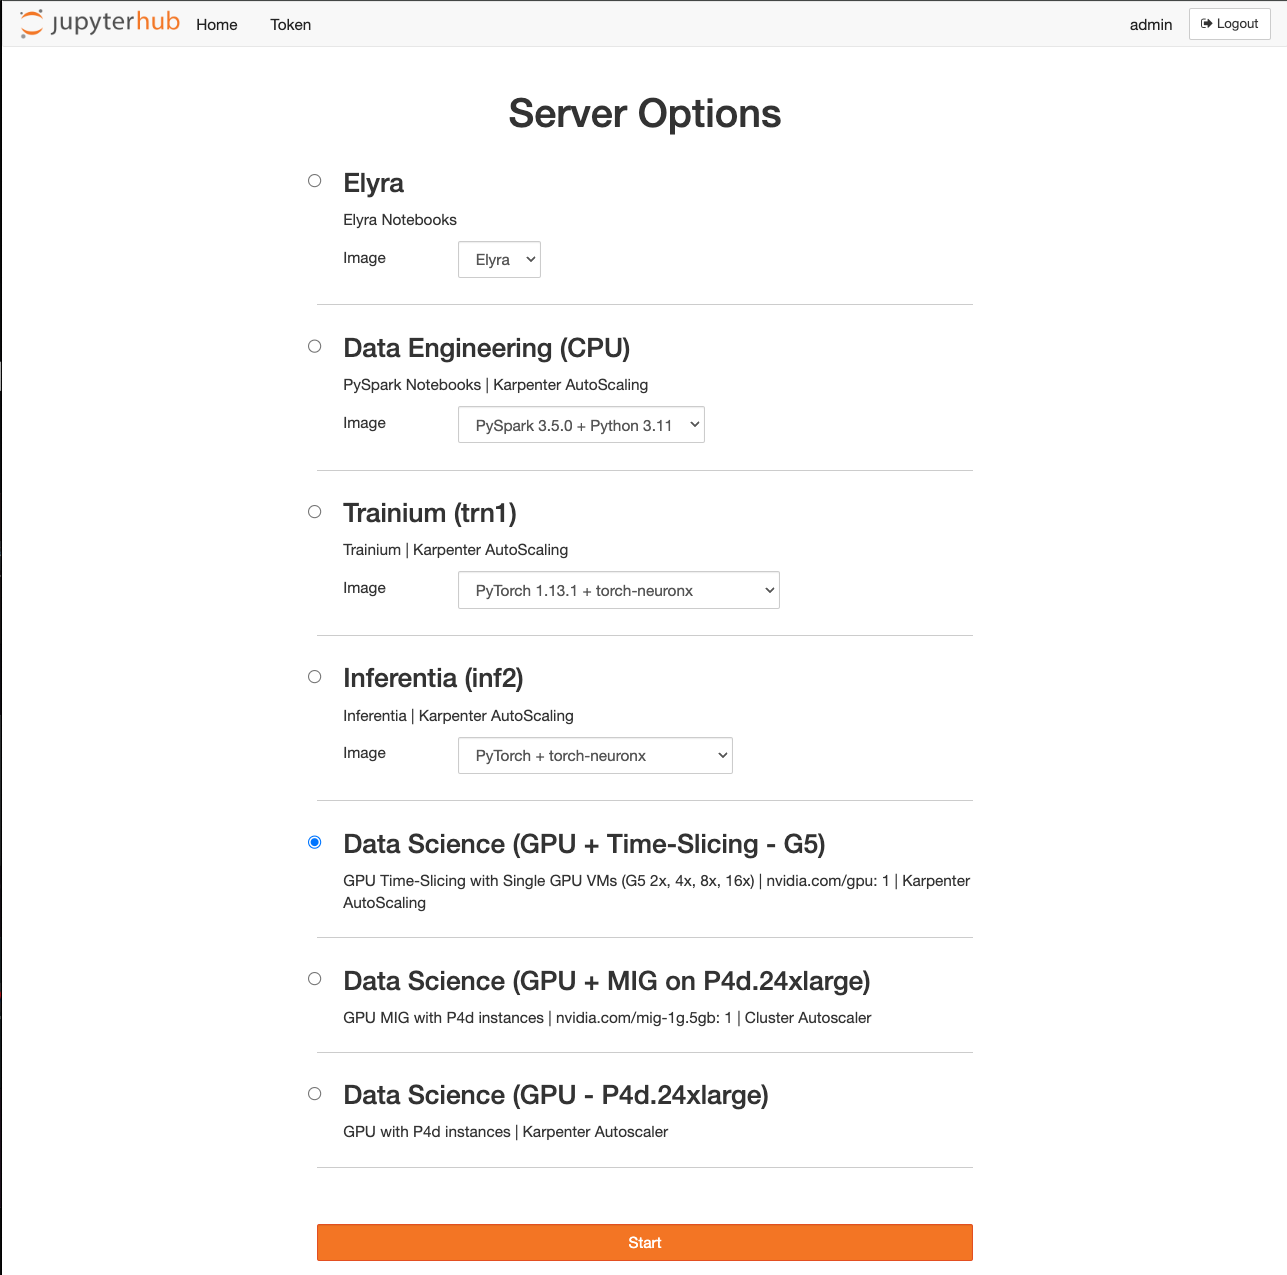 jupyterhub Home Token admin Logout
Server Options
Elyra
Elyra Notebooks
Image Elyra
Data Engineering (CPU)
PySpark Notebooks | Karpenter AutoScaling
Image PySpark 3.5.0 + Python 3.11
Trainium (trn1)
Trainium | Karpenter AutoScaling
Image PyTorch 1.13.1 + torch-neuronx
Inferentia (inf2)
Inferentia | Karpenter AutoScaling
Image PyTorch + torch-neuronx
Data Science (GPU + Time-Slicing - G5)
GPU Time-Slicing with Single GPU VMs (G5 2x, 4x, 8x, 16x) | nvidia.com/gpu: 1 | Karpenter
AutoScaling
Data Science (GPU + MIG on P4d.24xlarge)
GPU MIG with P4d instances | nvidia.com/mig-1g.5gb: 1 | Cluster Autoscaler
Data Science (GPU - P4d.24xlarge)
GPU with P4d instances | Karpenter Autoscaler
Start